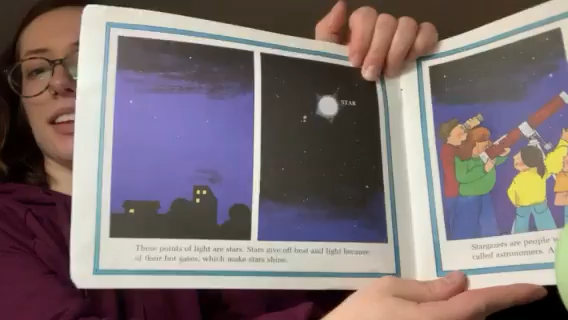 STAR
These points of light are stars. Stars give off heat and light because
of their hot gases, which make stars shine.
Stargazers are people w
called astronomers. A